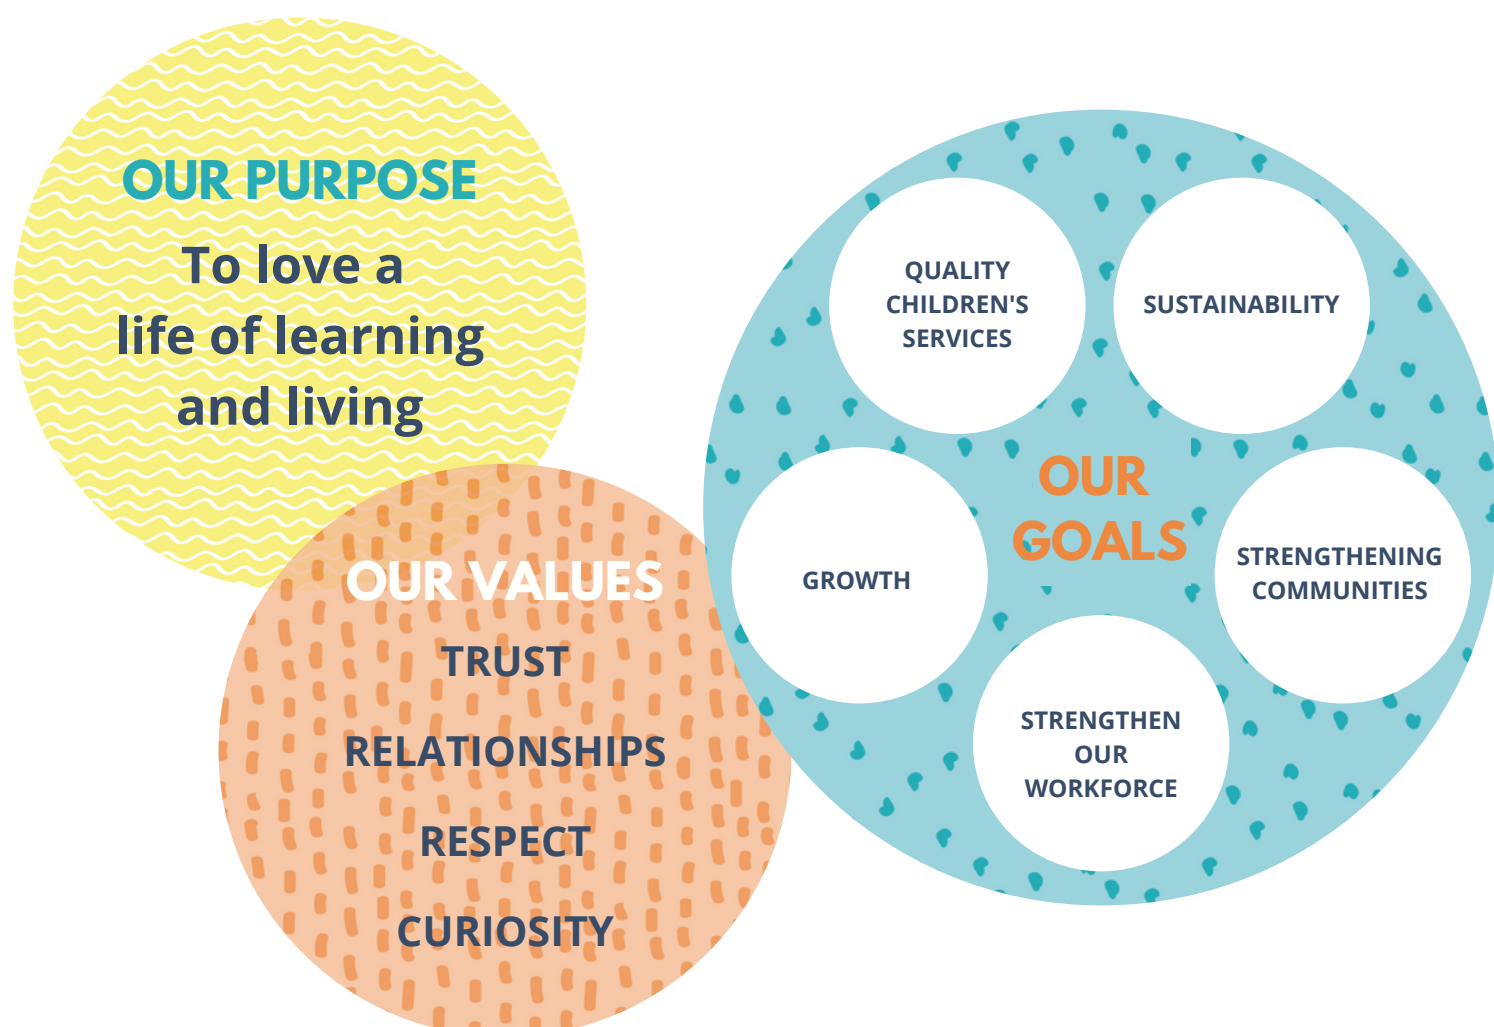 OUR PURPOSE
To love a
life of learning
and living
OUR VALUES
TRUST
RELATIONSHIPS
RESPECT
CURIOSITY
OUR
GOALS
QUALITY
CHILDREN'S
SERVICES
SUSTAINABILITY
GROWTH
STRENGTHENING
COMMUNITIES
STRENGTHEN
OUR
WORKFORCE